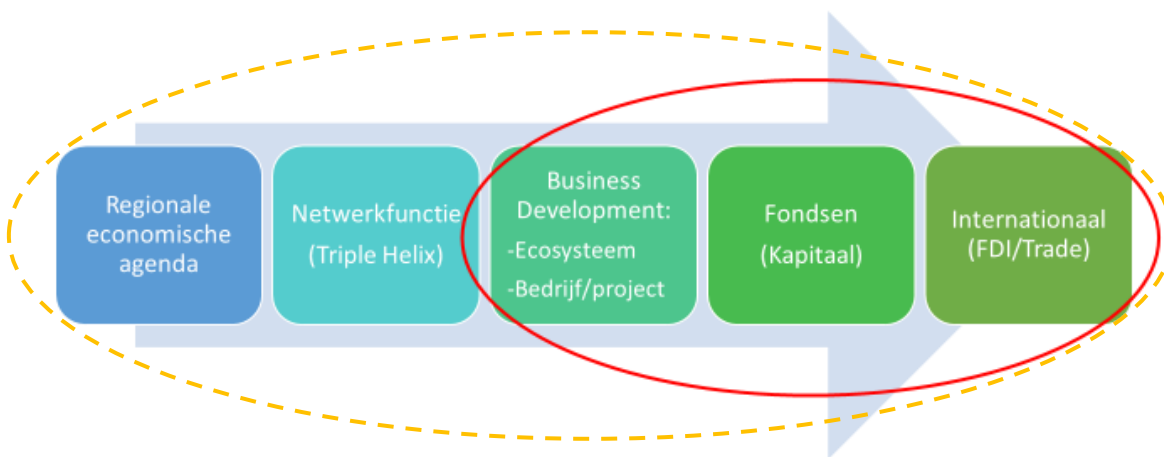 Regionale
economische
agenda
Netwerkfunctie
(Triple Helix)
Business
Development:
-Ecosysteem
-Bedrijf/project
Fondsen
(Kapitaal)
Internationaal
(FDI/Trade)